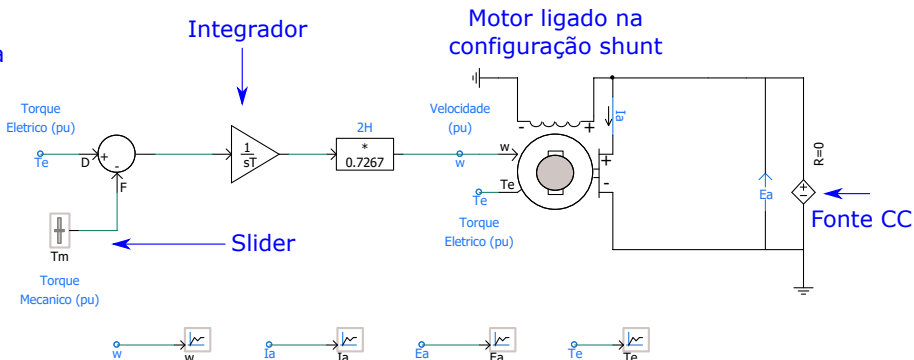 Integrador
Motor ligado na
configuração shunt
a
Torque
Eletrico (pu)
Te
D
+
-
F
1
sT
2H
*
0.7267
Velocidade
(pu)
w
w
Te
Te
Torque
Eletrico (pu)
-
+
Ia
+
-
Ea
R=0
+
-
Fonte CC
Slider
Tm
Torque
Mecanico (pu)
w
w
Ia
Ia
Ea
Ea
Te
Te